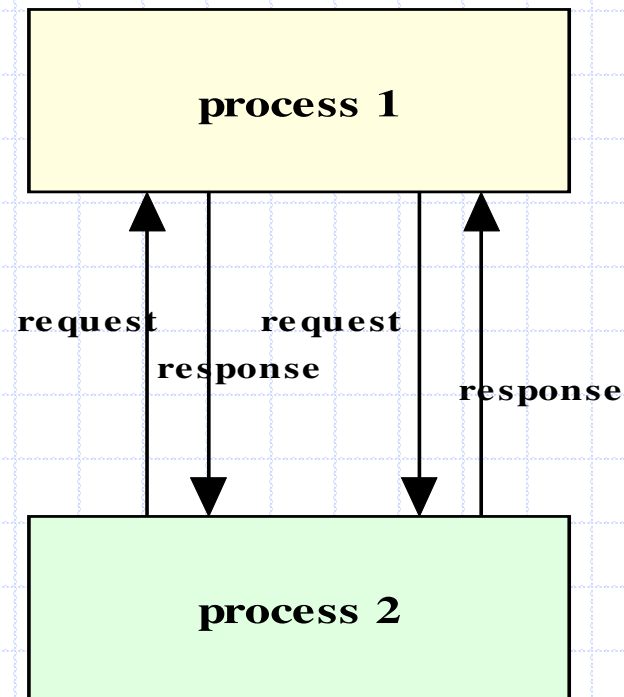 process 1
request
request
response
response
process 2